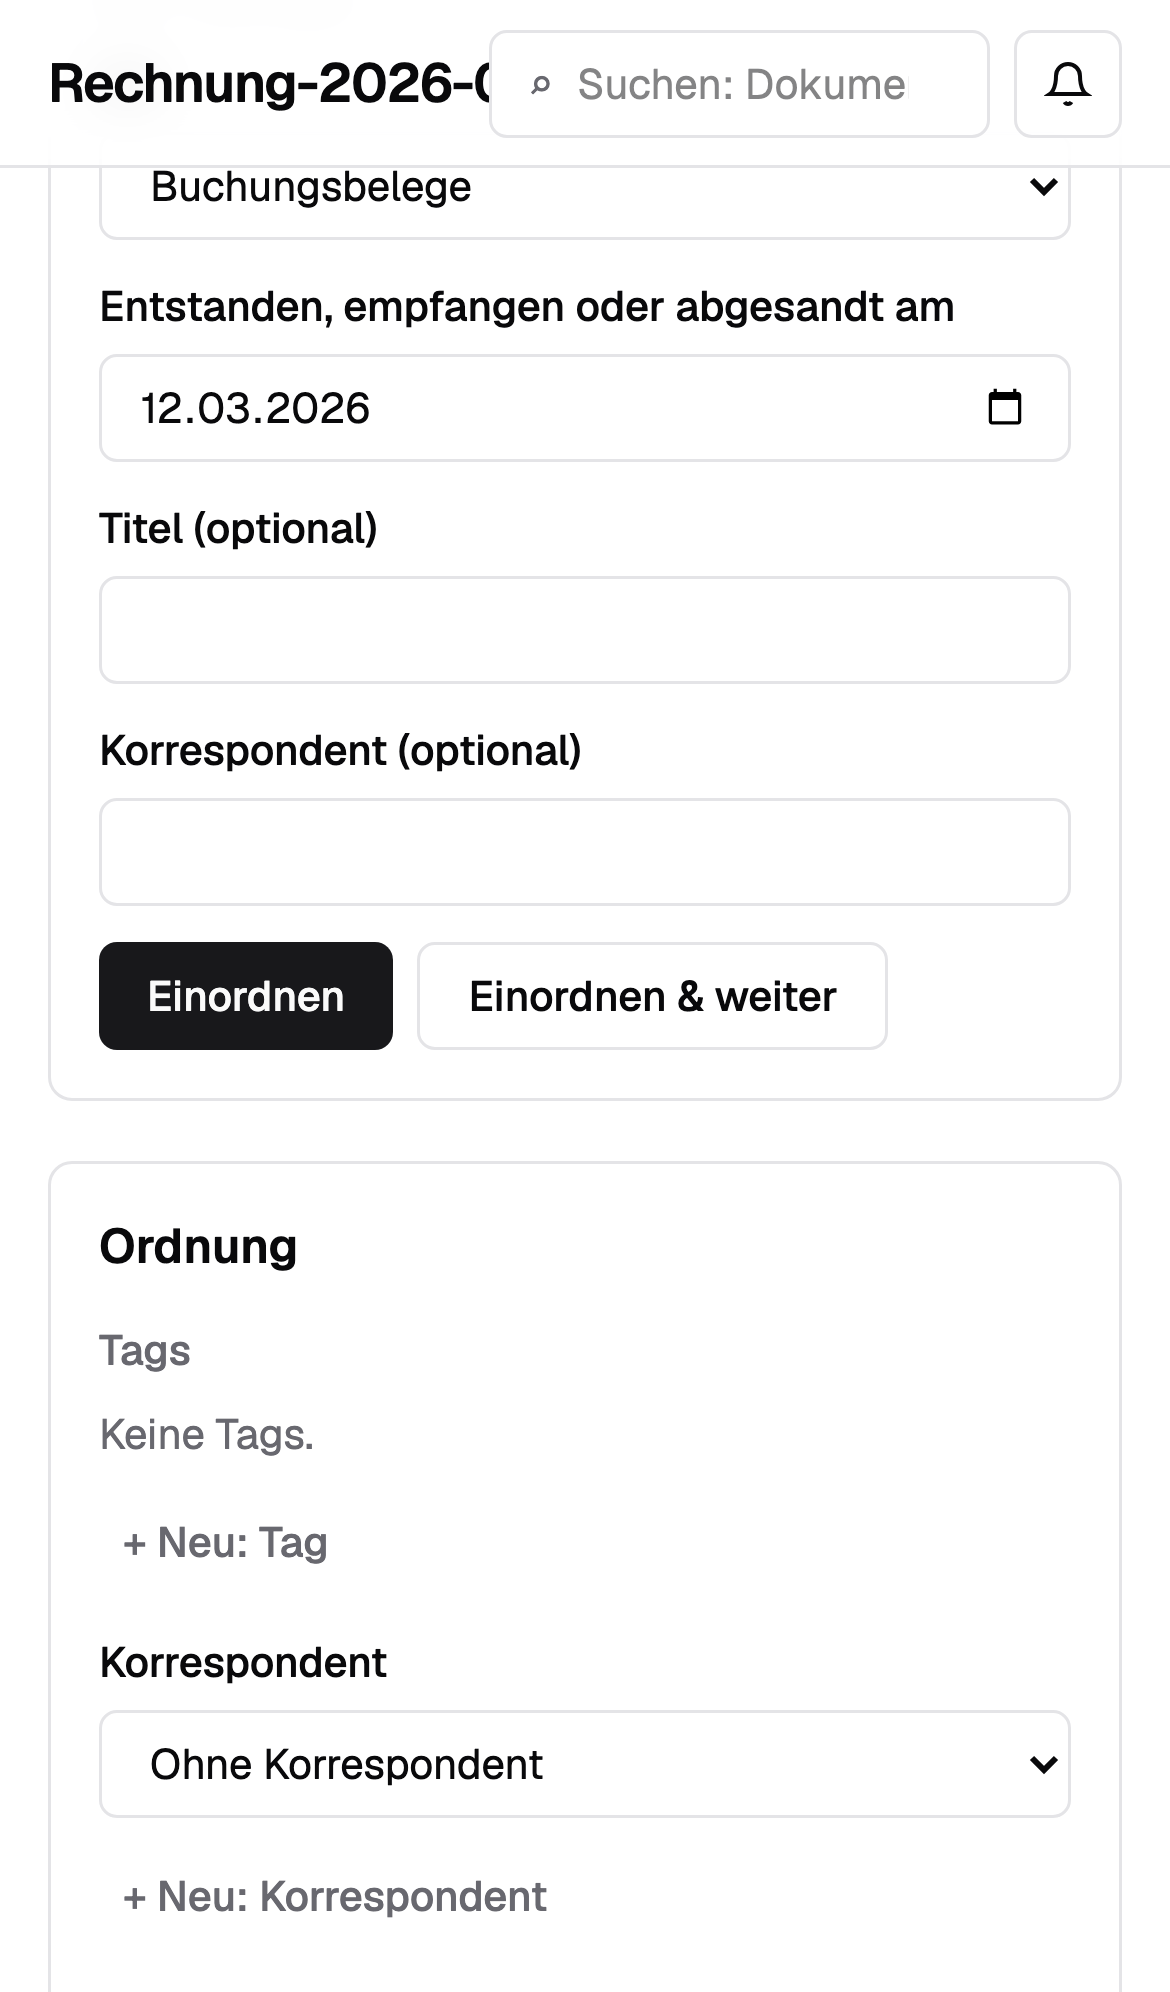 Rechnung-2026-
Suchen: Dokume
Buchungsbelege
Entstanden, empfangen oder abgesandt am
12.03.2026
Titel (optional)
Korrespondent (optional)
Einordnen
Einordnen & weiter
Ordnung
Tags
Keine Tags.
+ Neu: Tag
Korrespondent
Ohne Korrespondent
+ Neu: Korrespondent